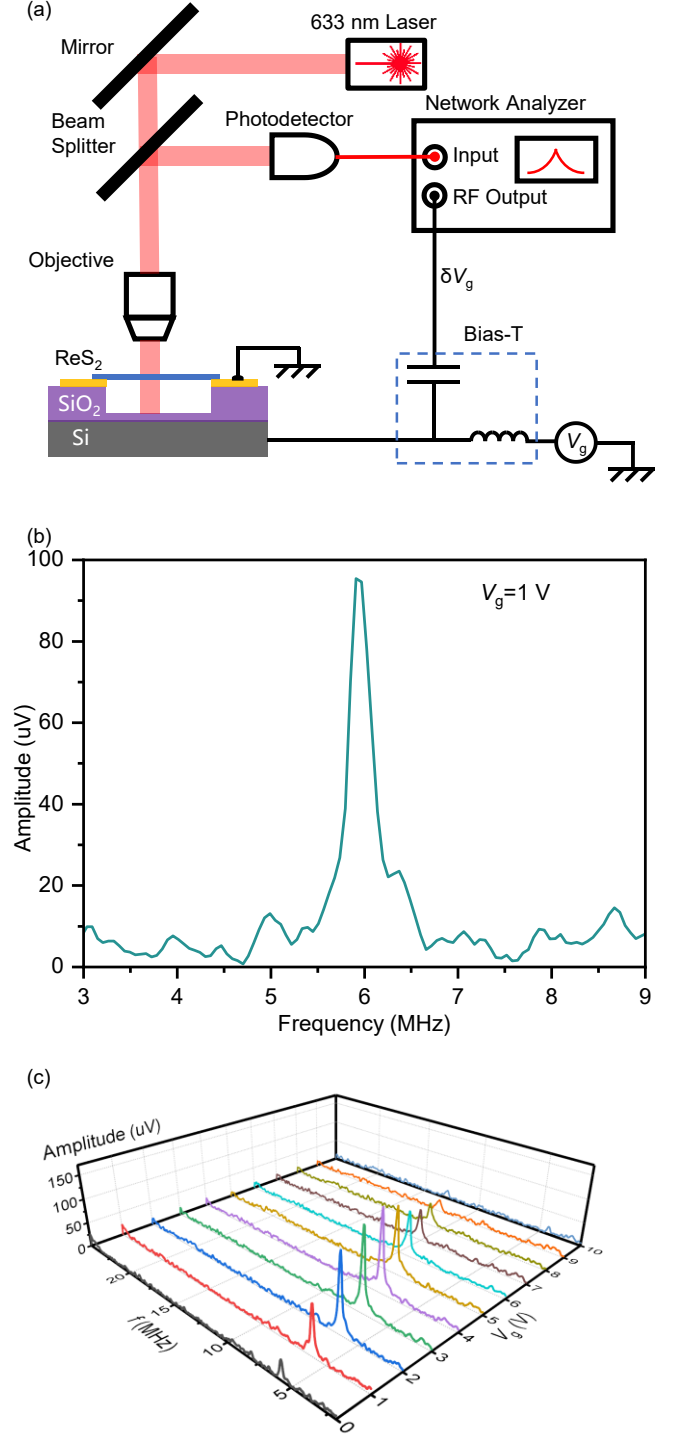 (a)
633 nm Laser
Mirror
Network Analyzer
Beam
Splitter
Photodetector
Input
RF Output
Objective
δVg
Bias-T
ReS2
SiO2
Si
Vg
(b)
100
80
60
40
20
0
Amplitude (uV)
Vg=1 V
3 4 5 6 7 8 9
Frequency (MHz)
(c)
Amplitude (uV)
150
100
50
0
20
15
10
5
f (MHz)
0
1
2
3
4
5
6
7
8
9
10
Vg (V)